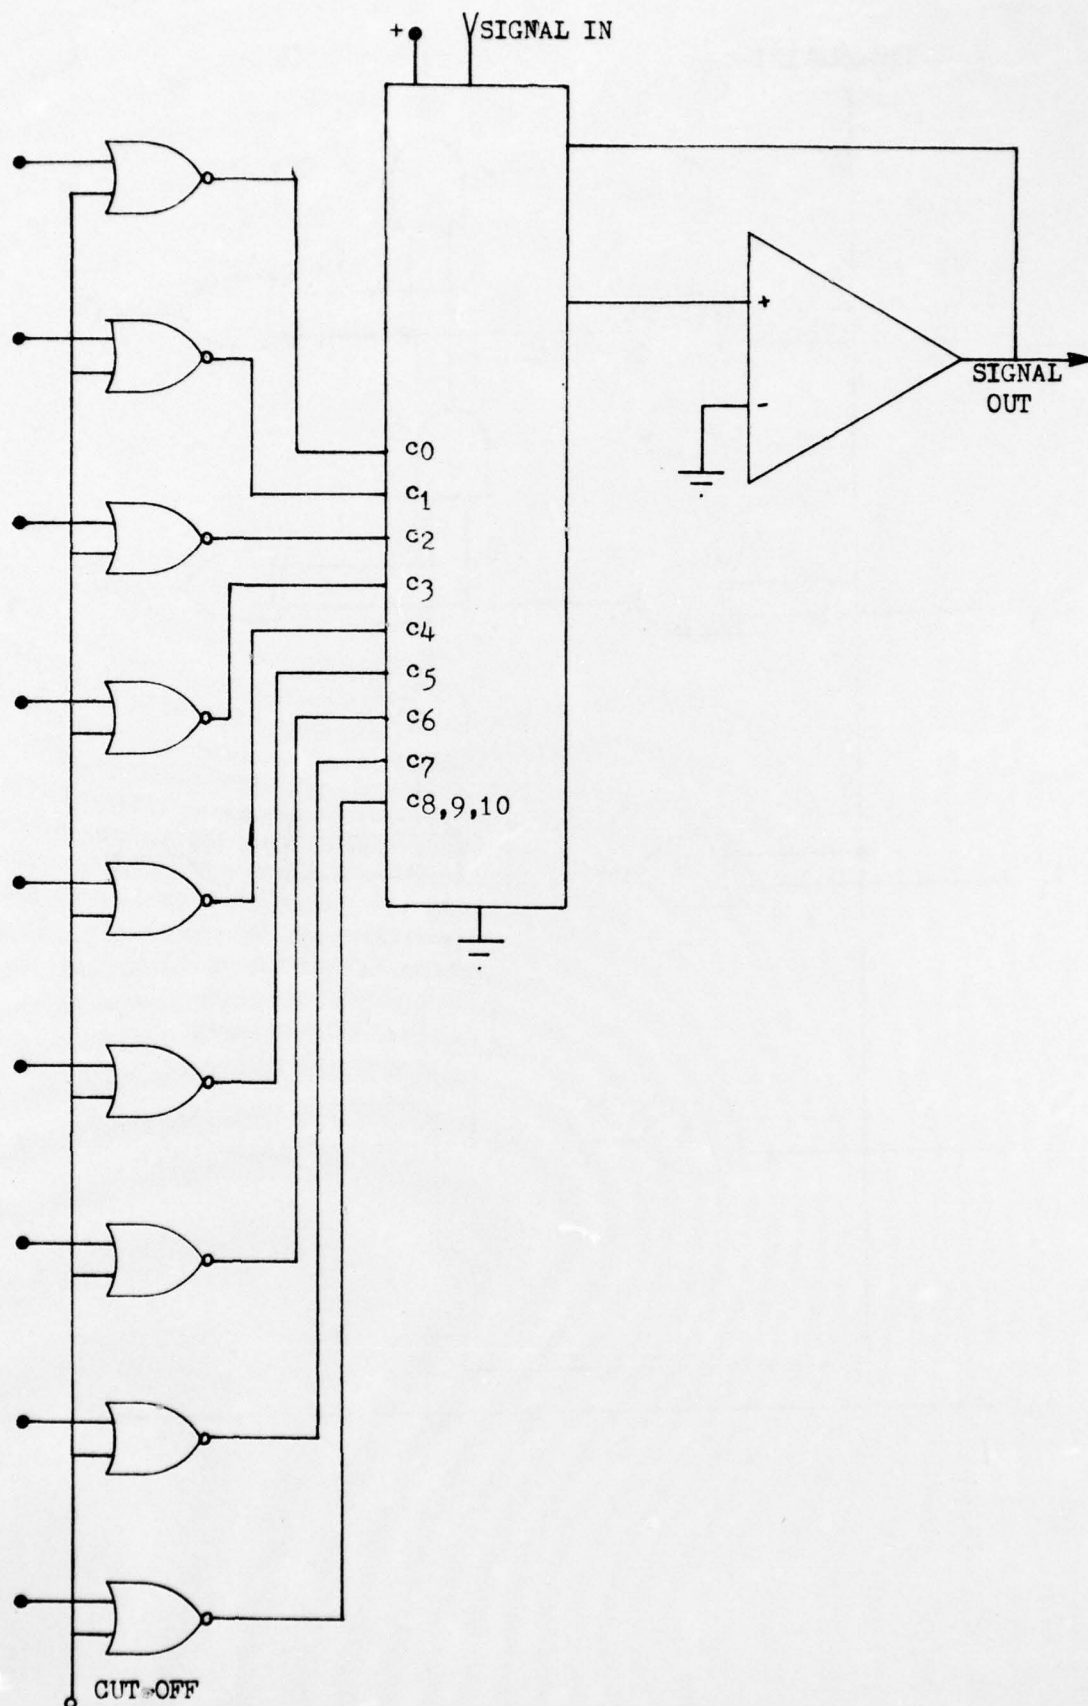 + SIGNAL IN
+
SIGNAL
OUT
-
c0
c1
c2
c3
c4
c5
c6
c7
c8,9,10
CUT-OFF